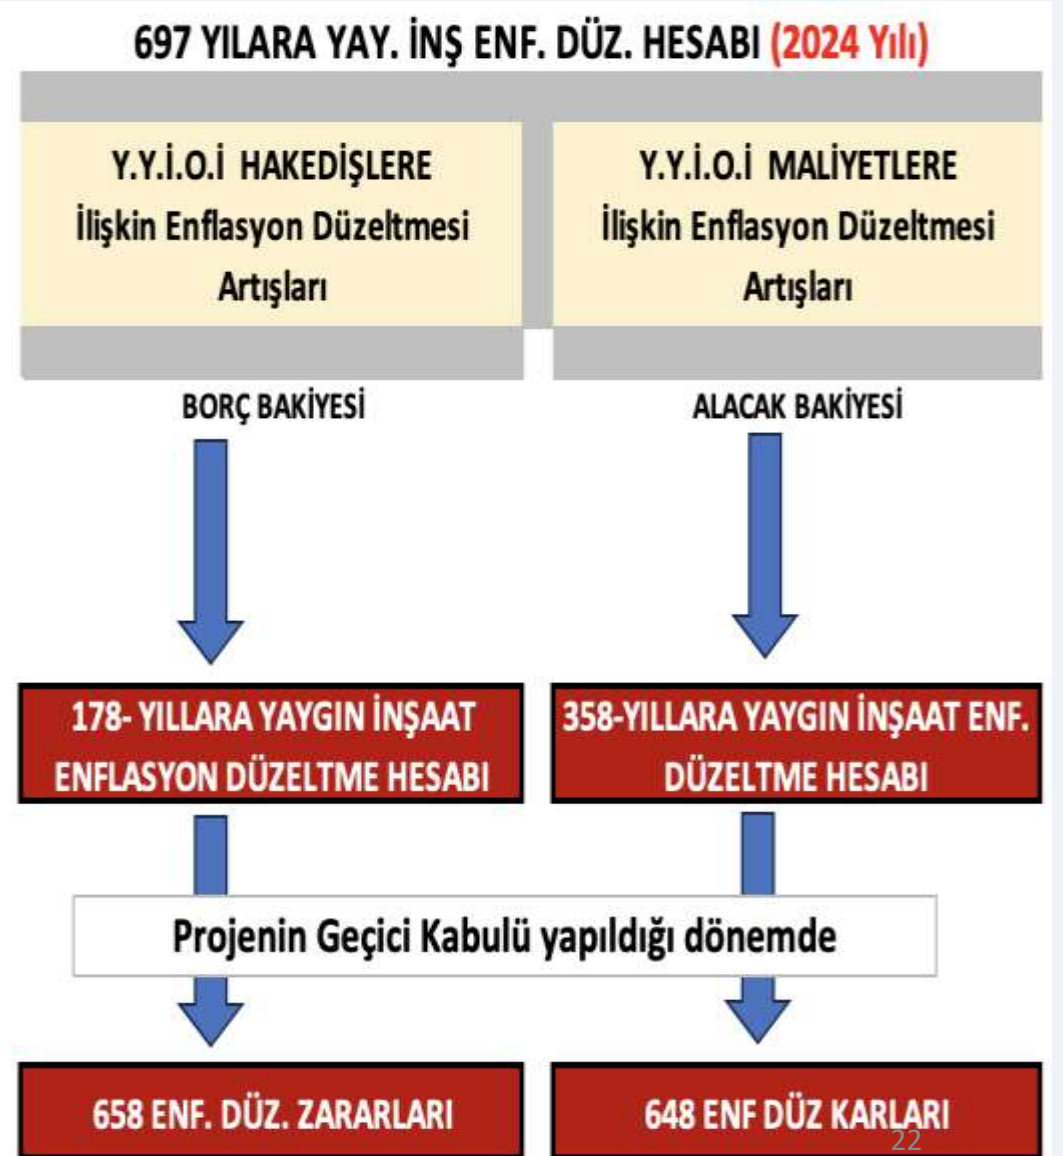 697 YILARA YAY. İNŞ ENF. DÜZ. HESABI (2024 Yılı)
Y.Y.İ.O.İ HAKEDİŞLERE
İlişkin Enflasyon Düzeltmesi
Artışları
Y.Y.İ.O.İ MALİYETLERE
İlişkin Enflasyon Düzeltmesi
Artışları
BORÇ BAKİYESİ
ALACAK BAKİYESİ
178- YILLARA YAYGIN İNŞAAT
ENFLASYON DÜZELTME HESABI
358-YILLARA YAYGIN İNŞAAT ENF.
DÜZELTME HESABI
Projenin Geçici Kabulü yapıldığı dönemde
658 ENF. DÜZ. ZARARLARI
648 ENF DÜZ KARLARI
22